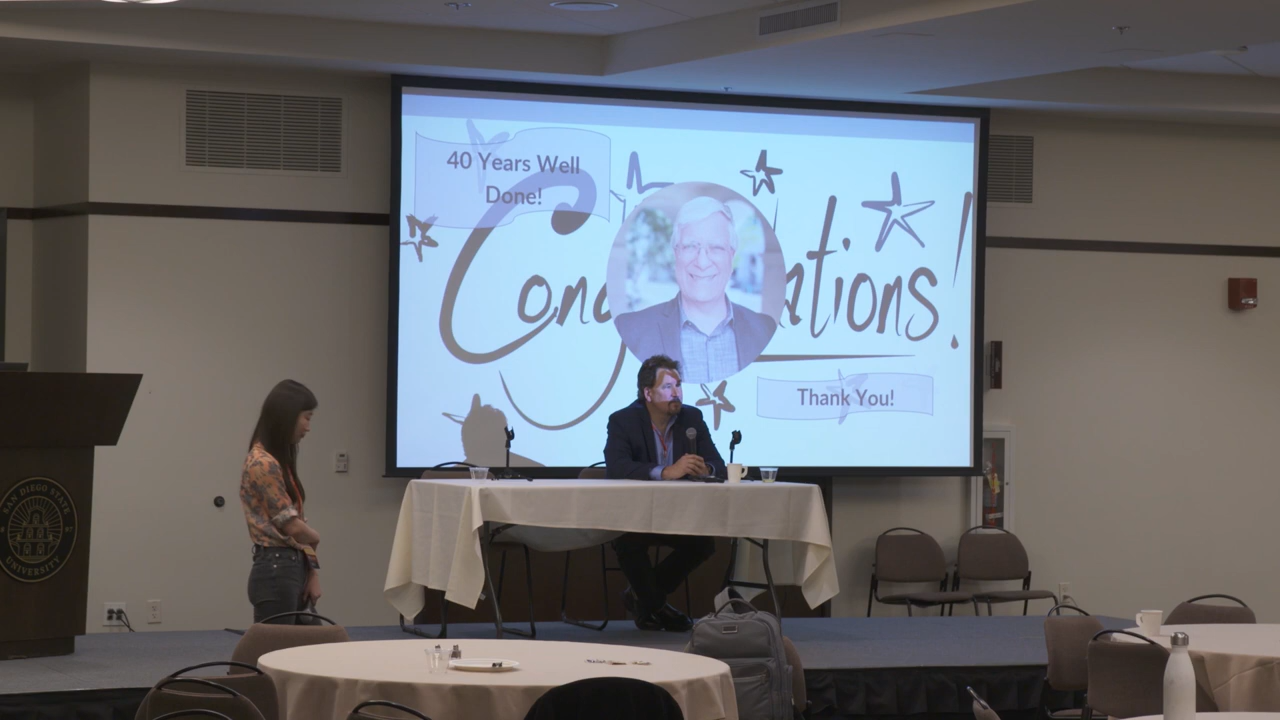 40 Years Well
Done!
Cong ations!
Thank You!
SAN DIEGO STATE
UNIVERSITY